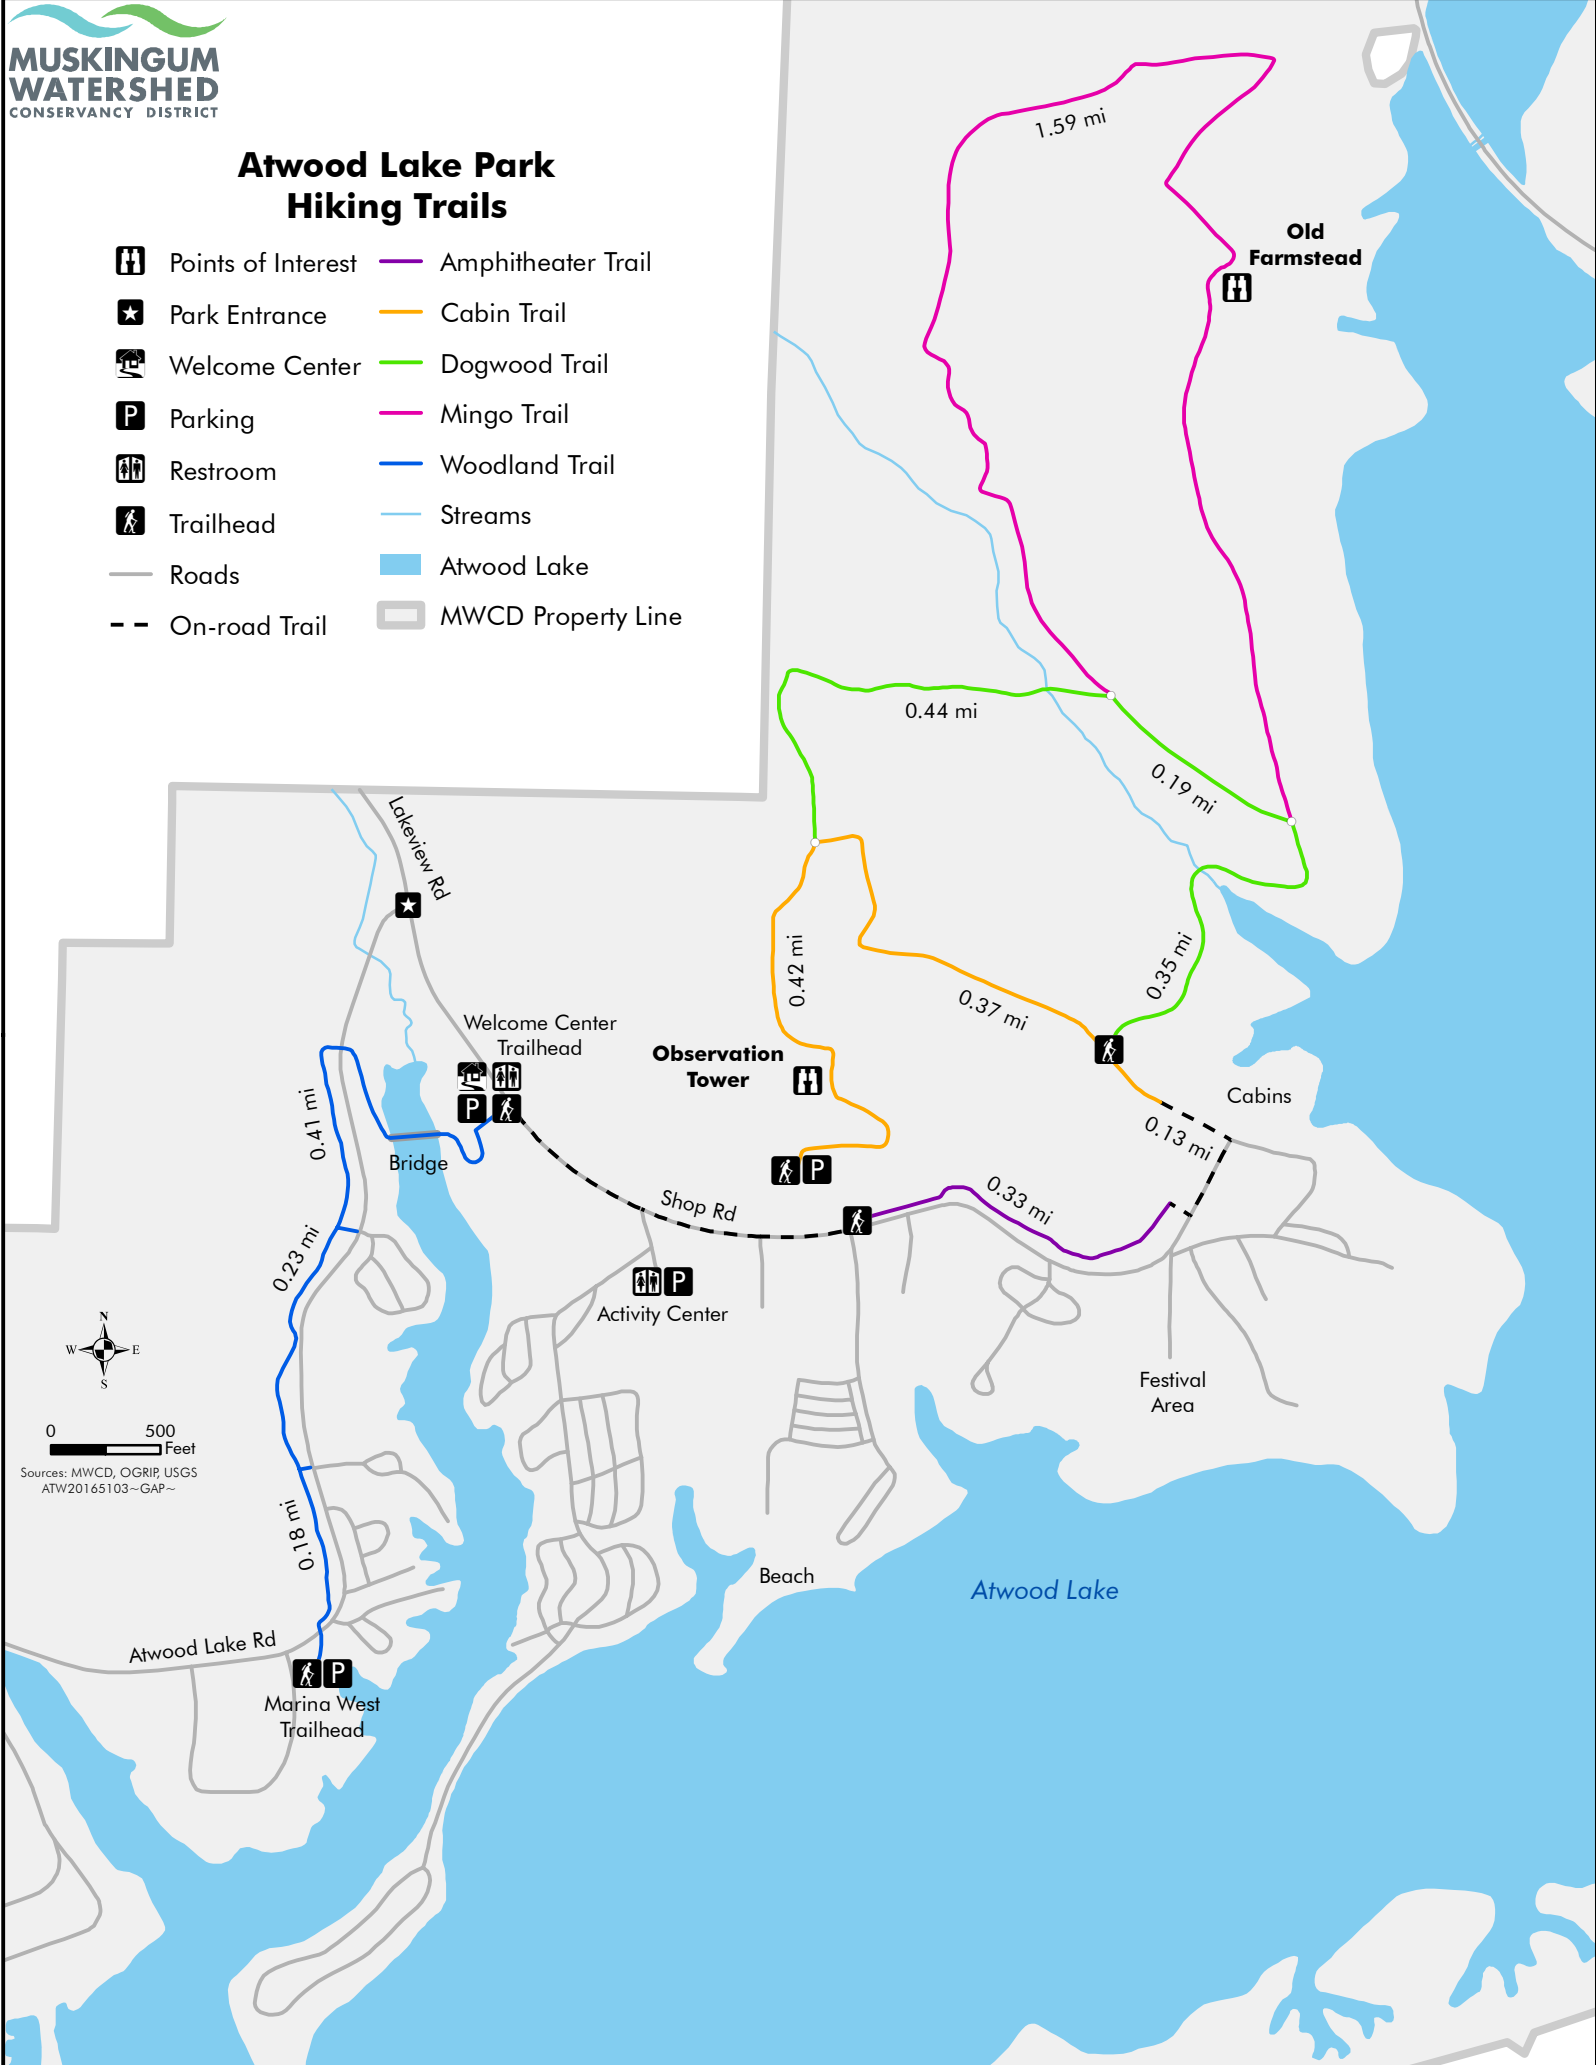 MUSKINGUM
WATERSHED
CONSERVANCY DISTRICT
Atwood Lake Park
Hiking Trails
Points of Interest
Park Entrance
Welcome Center
P
Parking
Restroom
Trailhead
Roads
On-road Trail
Amphitheater Trail
Cabin Trail
Dogwood Trail
Mingo Trail
Woodland Trail
Streams
Atwood Lake
MWCD Property Line
1.59 mi
Old
Farmstead
0.44 mi
0.19 mi
Lakeview Rd
0.42 mi
0.35 mi
0.37 mi
Welcome Center
Trailhead
P
Observation
Tower
Cabins
0.41 mi
Bridge
0.13 mi
P
Shop Rd
0.33 mi
0.23 mi
P
Activity Center
N
W
E
S
Festival
Area
0
500
Feet
Sources: MWCD, OGRIP, USGS
ATW20165103~GAP~
0.18 mi
Beach
Atwood Lake
Atwood Lake Rd
P
Marina West
Trailhead